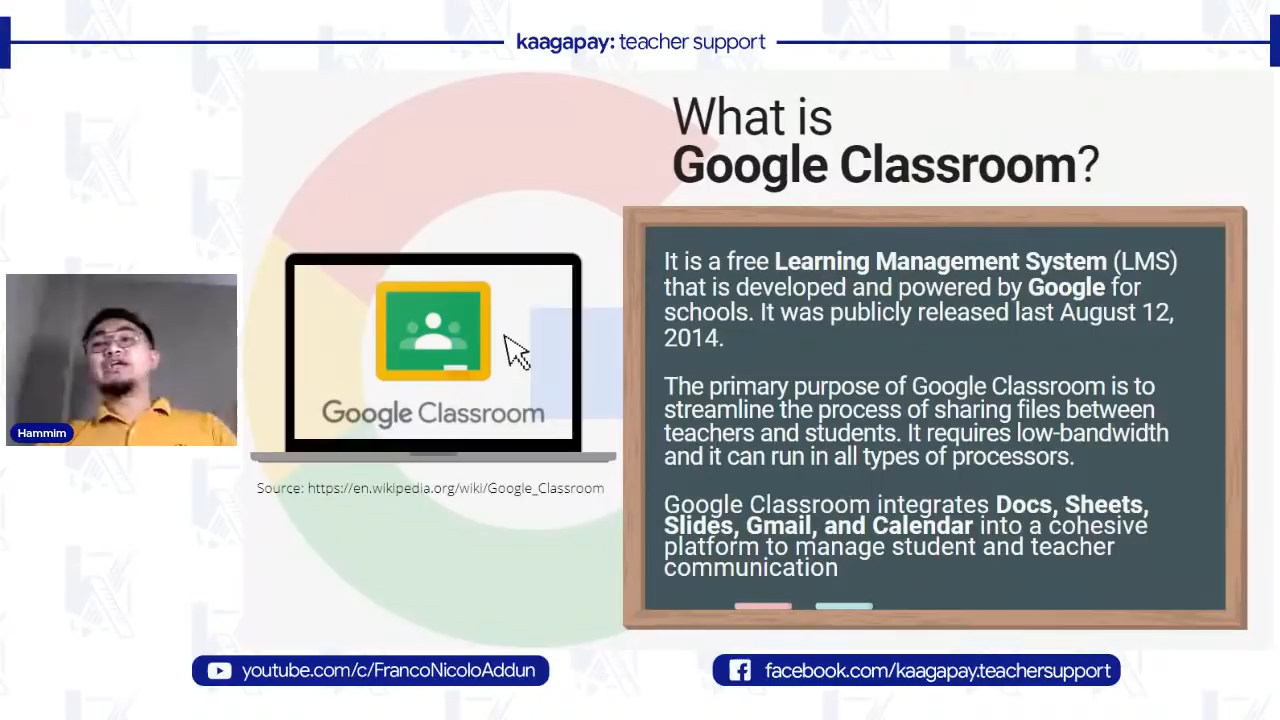 kaagapay: teacher support
What is
Google Classroom?
It is a free Learning Management System (LMS)
that is developed and powered by Google for
schools. It was publicly released last August 12,
2014.
The primary purpose of Google Classroom is to
streamline the process of sharing files between
teachers and students. It requires low-bandwidth
and it can run in all types of processors.
Google Classroom integrates Docs, Sheets,
Slides, Gmail, and Calendar into a cohesive
platform to manage student and teacher
communication
Google Classroom
Source: https://en.wikipedia.org/wiki/Google_Classroom
Hammim
youtube.com/c/FrancoNicoloAddun
facebook.com/kaagapay.teachersupport